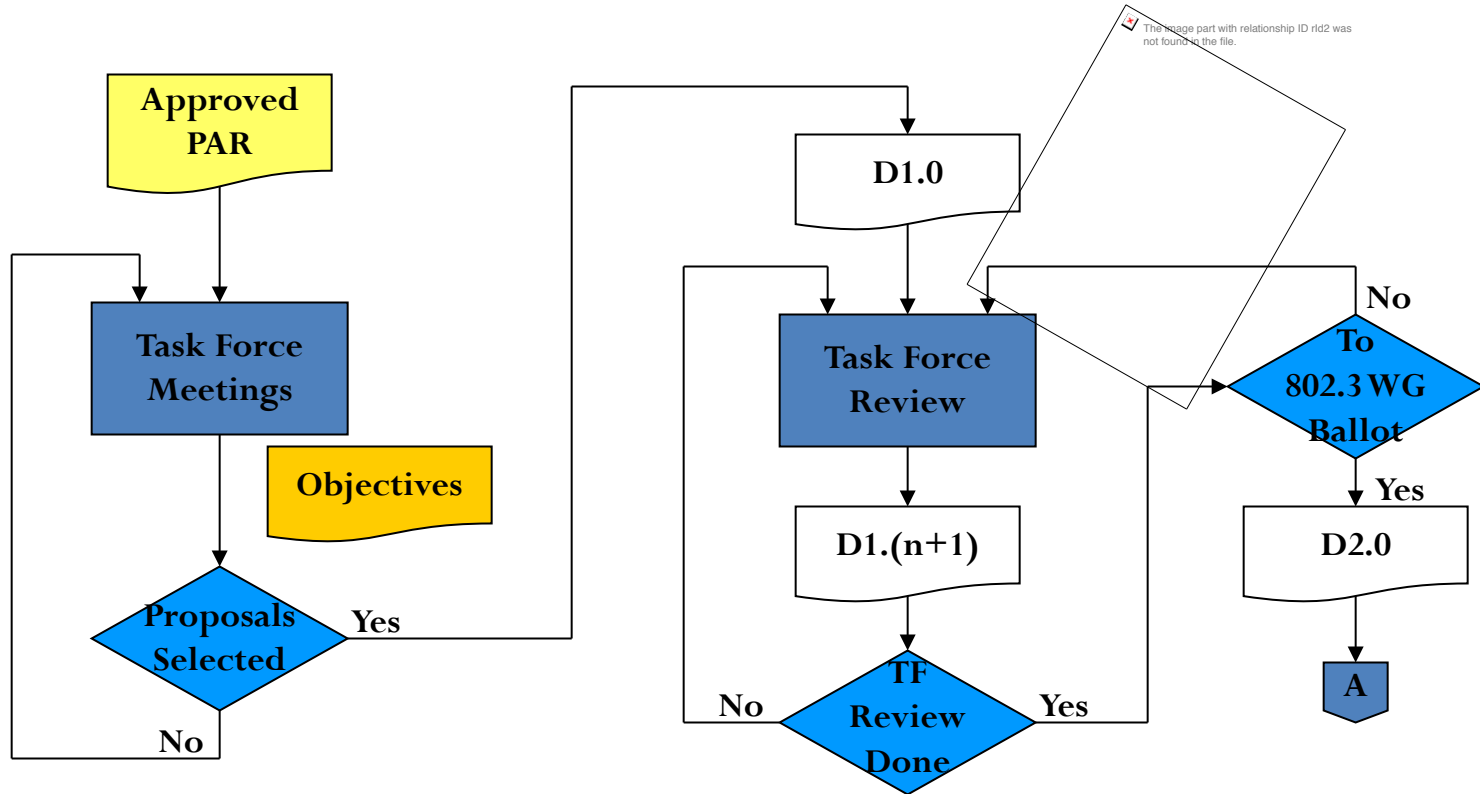 The image part with relationship ID rId2 was
not found in the file.
Approved
PAR
D1.0
Task Force
Meetings
Objectives
Proposals
Selected
Yes
No
Task Force
Review
D1.(n+1)
TF
Review
Done
No
Yes
To
802.3 WG
Ballot
No
Yes
D2.0
A